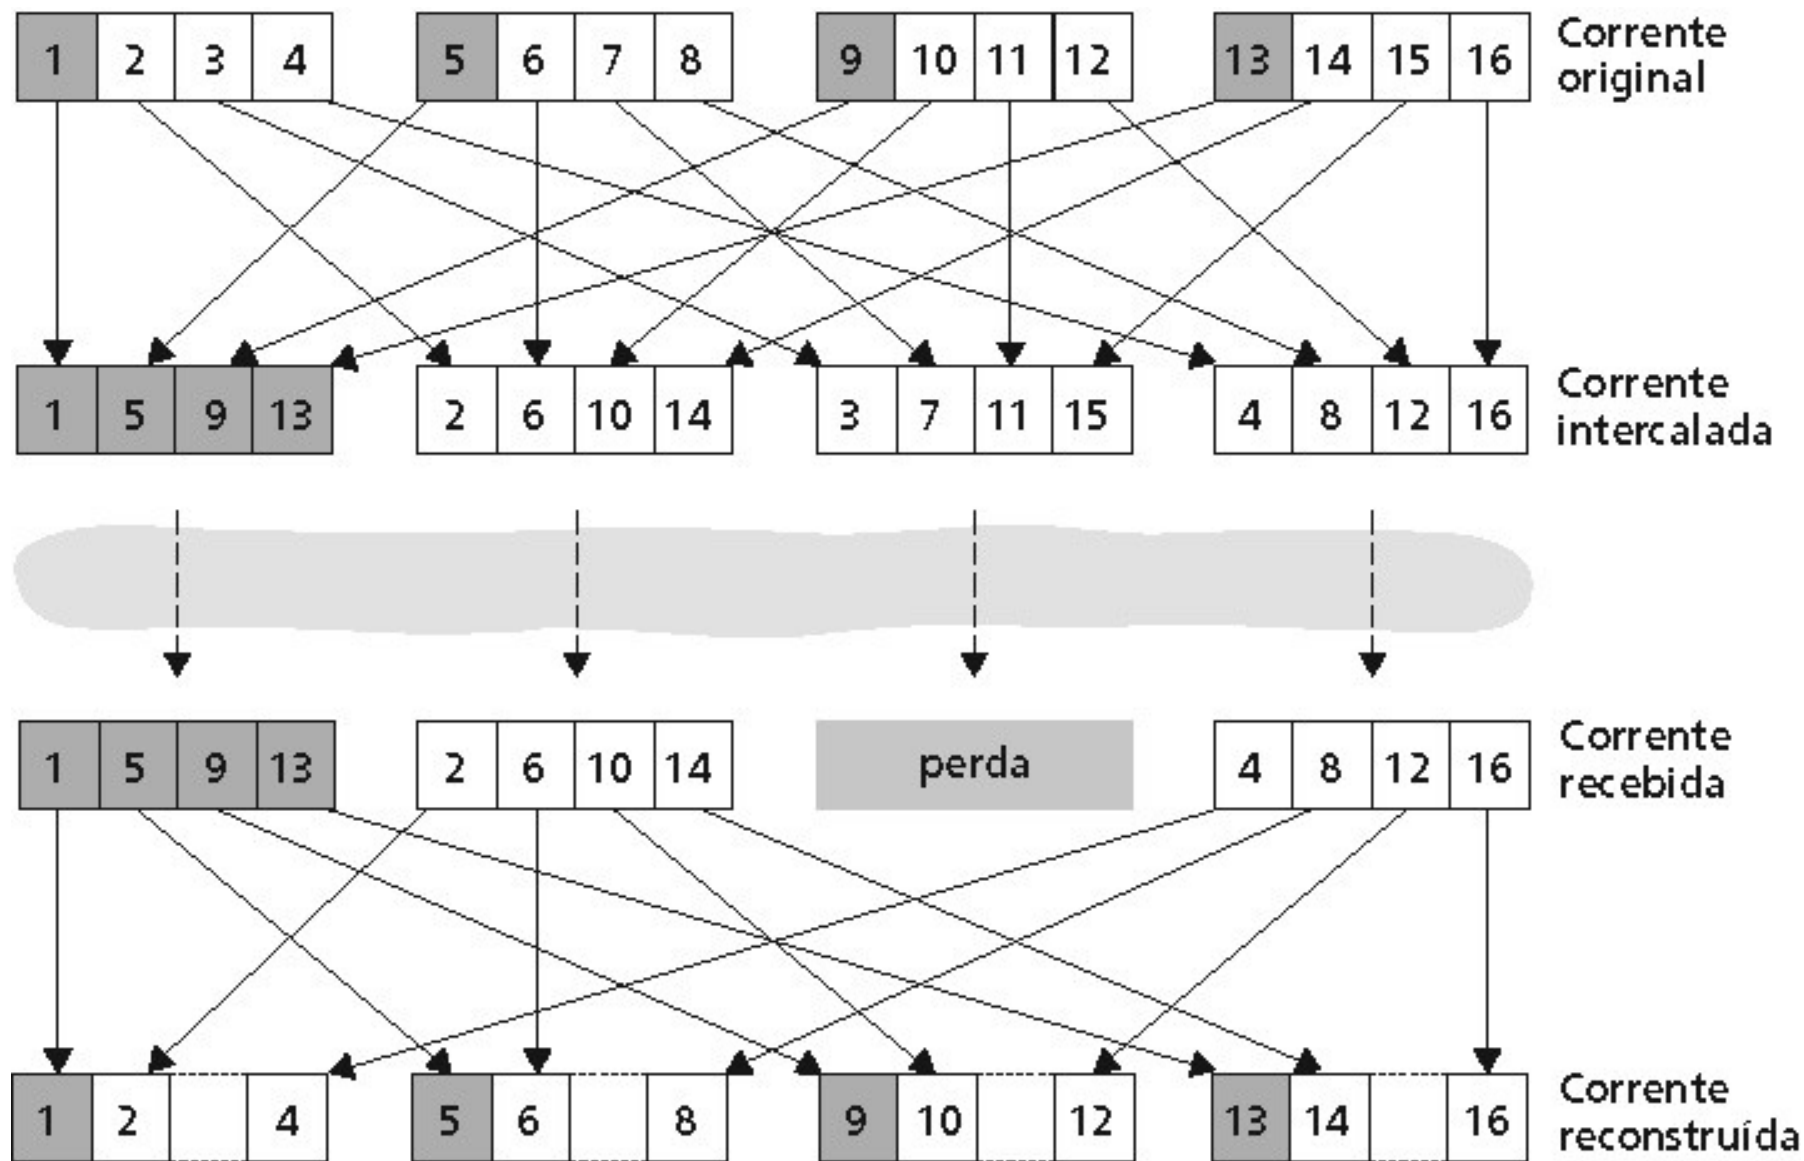 1 2 3 4 5 6 7 8 9 10 11 12 13 14 15 16 Corrente
original
1 5 9 13 2 6 10 14 3 7 11 15 4 8 12 16 Corrente
intercalada
1 5 9 13 2 6 10 14 perda 4 8 12 16 Corrente
recebida
1 2 4 5 6 8 9 10 12 13 14 16 Corrente
reconstruída